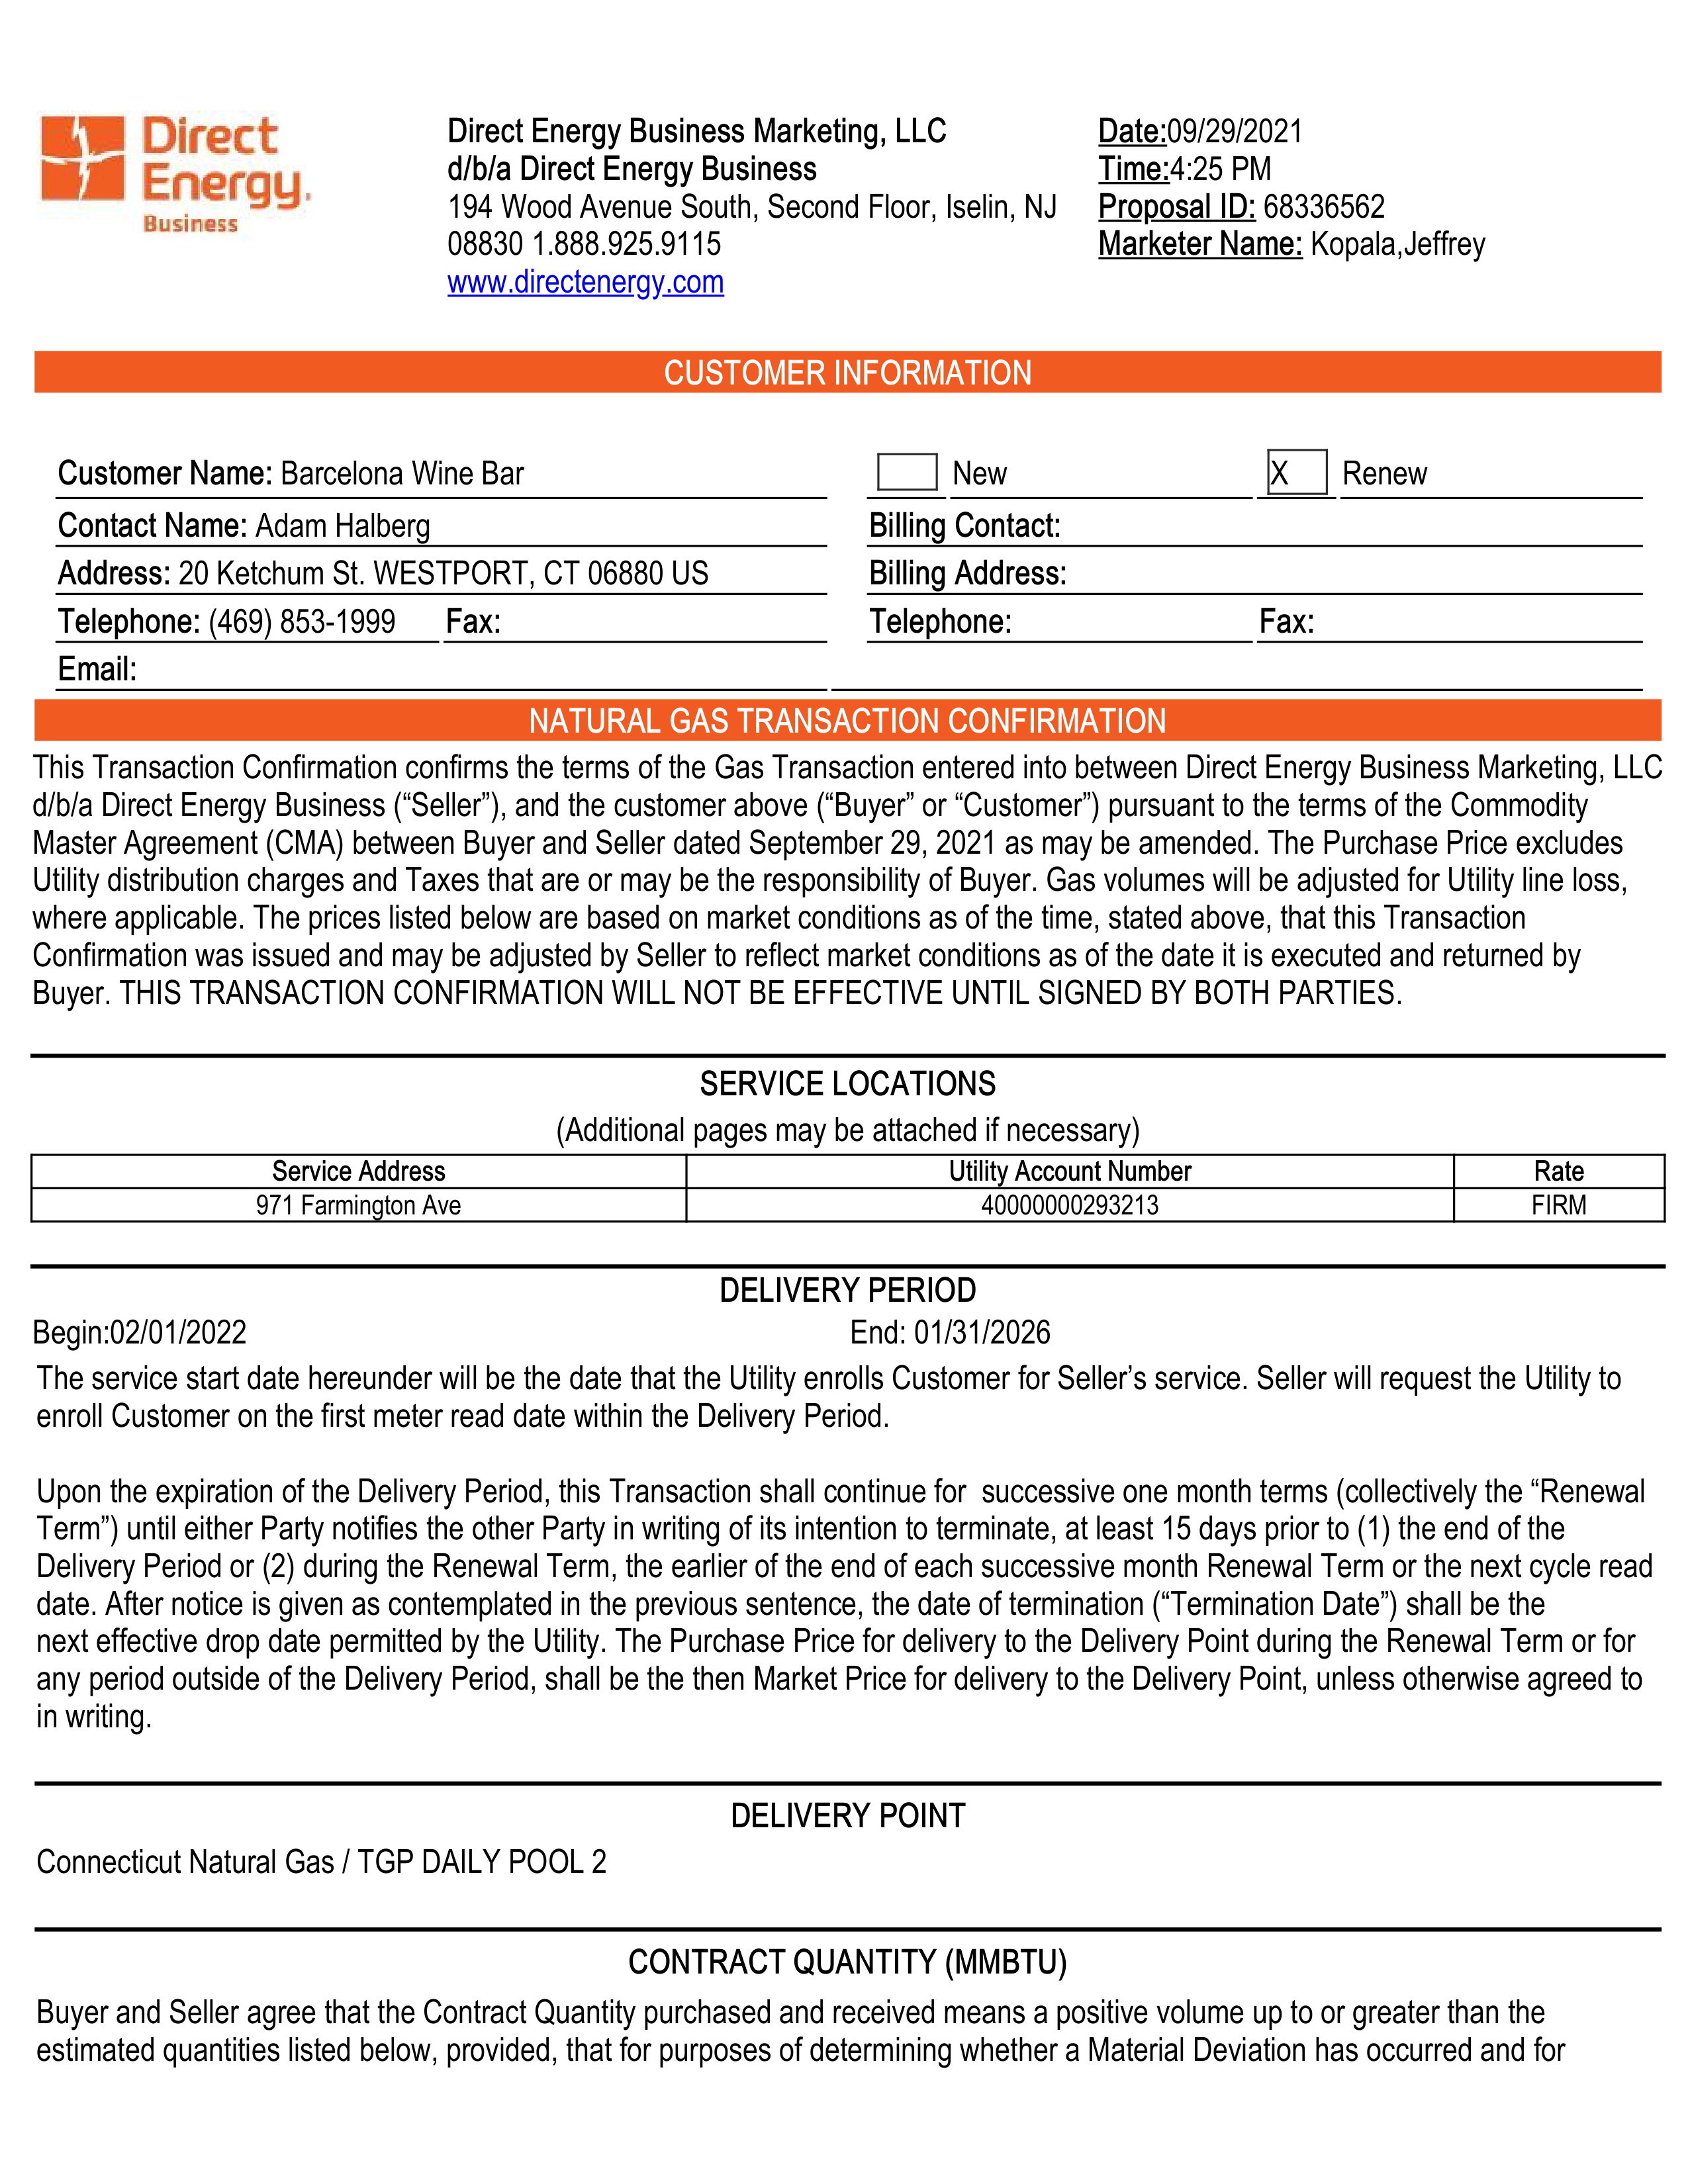 Direct Energy®
Business
Direct Energy Business Marketing, LLC
d/b/a Direct Energy Business
194 Wood Avenue South, Second Floor, Iselin, NJ
08830 1.888.925.9115
www.directenergy.com
Date:09/29/2021
Time:4:25 PM
Proposal ID: 68336562
Marketer Name: Kopala,Jeffrey
CUSTOMER INFORMATION
Customer Name: Barcelona Wine Bar
New
X Renew
Contact Name: Adam Halberg
Billing Contact:
Address: 20 Ketchum St. WESTPORT, CT 06880 US
Billing Address:
Telephone: (469) 853-1999 Fax:
Telephone: Fax:
Email:
NATURAL GAS TRANSACTION CONFIRMATION
This Transaction Confirmation confirms the terms of the Gas Transaction entered into between Direct Energy Business Marketing, LLC
d/b/a Direct Energy Business (“Seller”), and the customer above (“Buyer” or “Customer”) pursuant to the terms of the Commodity
Master Agreement (CMA) between Buyer and Seller dated September 29, 2021 as may be amended. The Purchase Price excludes
Utility distribution charges and Taxes that are or may be the responsibility of Buyer. Gas volumes will be adjusted for Utility line loss,
where applicable. The prices listed below are based on market conditions as of the time, stated above, that this Transaction
Confirmation was issued and may be adjusted by Seller to reflect market conditions as of the date it is executed and returned by
Buyer. THIS TRANSACTION CONFIRMATION WILL NOT BE EFFECTIVE UNTIL SIGNED BY BOTH PARTIES.
SERVICE LOCATIONS
(Additional pages may be attached if necessary)
Service Address Utility Account Number Rate
971 Farmington Ave 40000000293213 FIRM
DELIVERY PERIOD
Begin:02/01/2022 End: 01/31/2026
The service start date hereunder will be the date that the Utility enrolls Customer for Seller’s service. Seller will request the Utility to
enroll Customer on the first meter read date within the Delivery Period.
Upon the expiration of the Delivery Period, this Transaction shall continue for successive one month terms (collectively the “Renewal
Term”) until either Party notifies the other Party in writing of its intention to terminate, at least 15 days prior to (1) the end of the
Delivery Period or (2) during the Renewal Term, the earlier of the end of each successive month Renewal Term or the next cycle read
date. After notice is given as contemplated in the previous sentence, the date of termination (“Termination Date”) shall be the
next effective drop date permitted by the Utility. The Purchase Price for delivery to the Delivery Point during the Renewal Term or for
any period outside of the Delivery Period, shall be the then Market Price for delivery to the Delivery Point, unless otherwise agreed to
in writing.
DELIVERY POINT
Connecticut Natural Gas / TGP DAILY POOL 2
CONTRACT QUANTITY (MMBTU)
Buyer and Seller agree that the Contract Quantity purchased and received means a positive volume up to or greater than the
estimated quantities listed below, provided, that for purposes of determining whether a Material Deviation has occurred and for